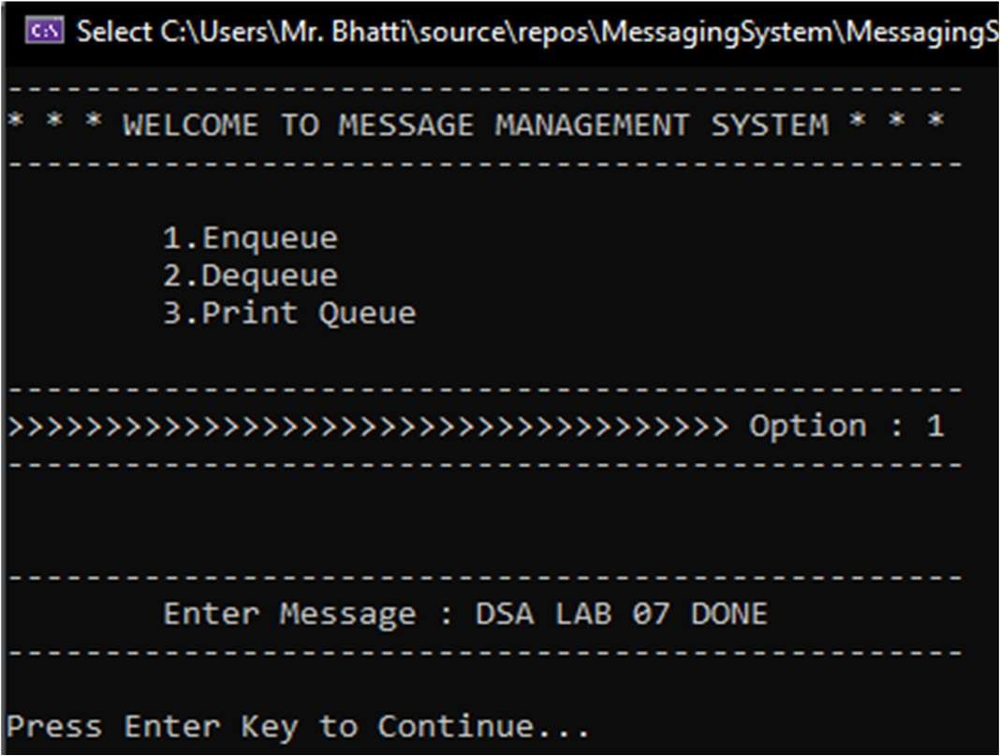 Select C:\Users\Mr. Bhatti\source\repos\MessagingSystem\MessagingS
--------------------------------------------------
* * * WELCOME TO MESSAGE MANAGEMENT SYSTEM * * *
--------------------------------------------------
1.Enqueue
2.Dequeue
3.Print Queue
--------------------------------------------------
>>>>>>>>>>>>>>>>>>>>>>>>>>>>>>>>>>>>> Option : 1
--------------------------------------------------
--------------------------------------------------
Enter Message : DSA LAB 07 DONE
--------------------------------------------------
Press Enter Key to Continue...